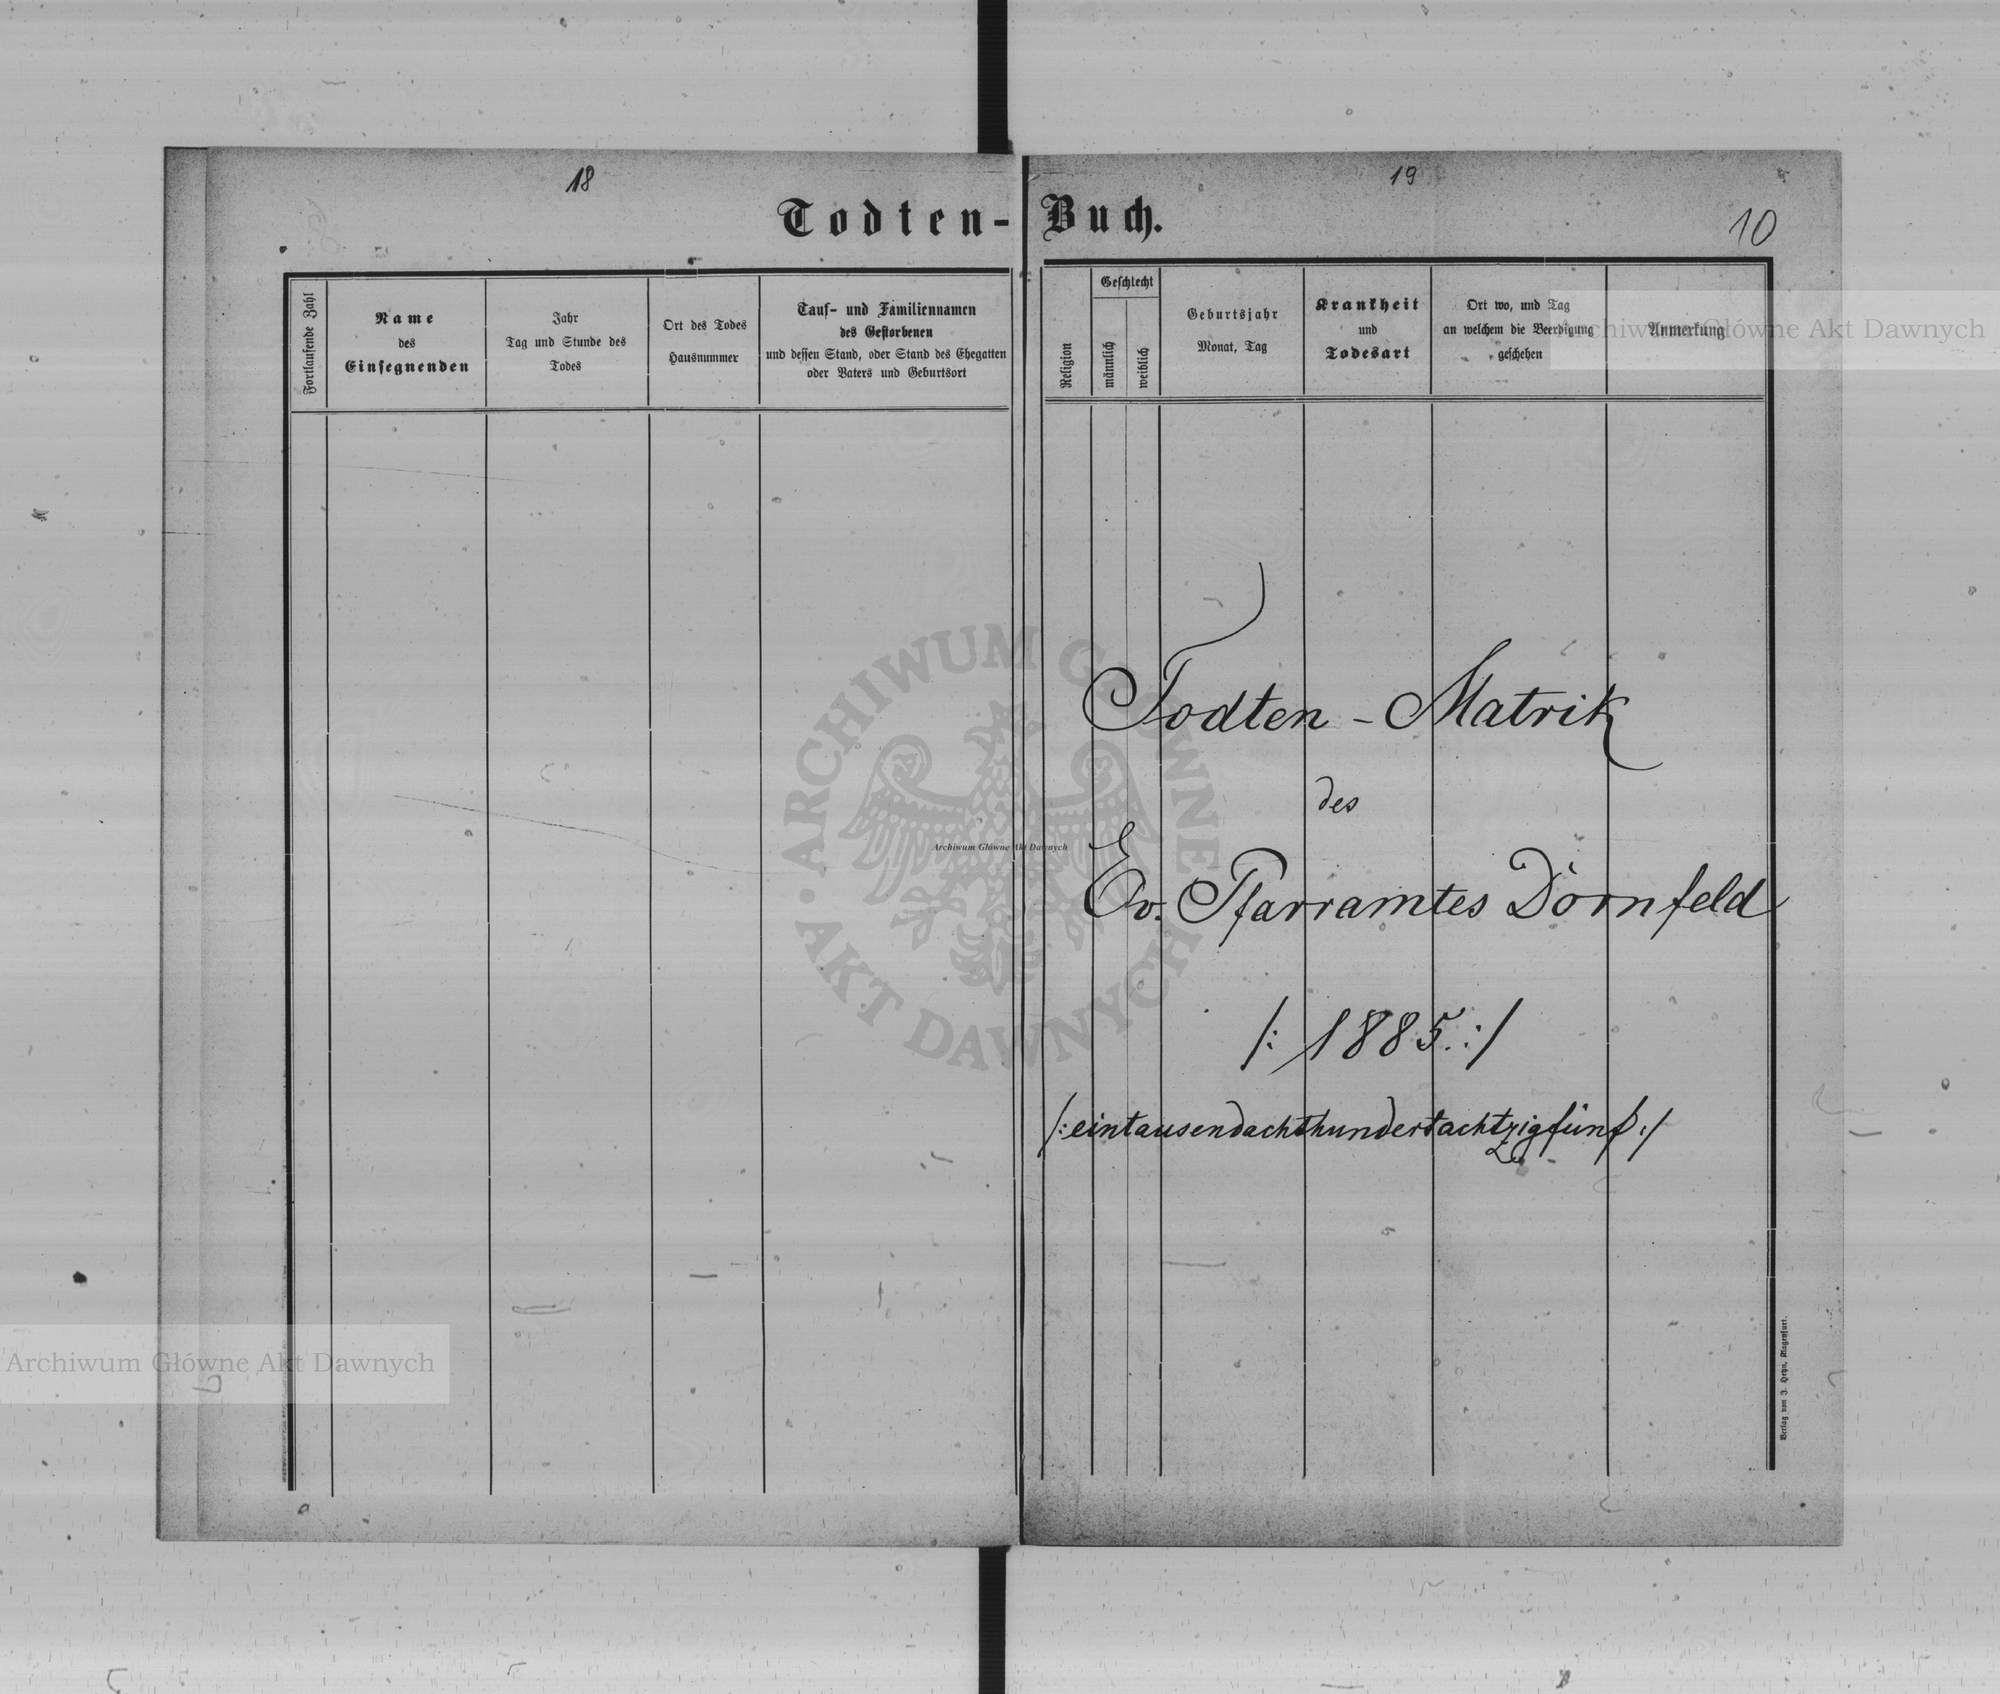 18
19
10
Todten-Buch.
Fortlaufende Zahl
Name
des
Einsegnenden
Jahr
Tag und Stunde des
Todes
Ort des Todes
Hausnummer
Tauf- und Familiennamen
des Gestorbenen
und dessen Stand, oder Stand des Ehegatten
oder Vaters und Geburtsort
Religion
Geschlecht
männlich
weiblich
Geburtsjahr
Monat, Tag
Krankheit
und
Todesart
Ort wo, und Tag
an welchem die Beerdigung
geschehen
Anmerkung
Archiwum Główne Akt Dawnych
Todten-Matrik
des
Ev. Pfarramtes Dornfeld
/: 1885. :/
/: eintausendachthundertachtzigfünf :/
ARCHIWUM GŁÓWNE AKT DAWNYCH
Archiwum Główne Akt Dawnych
Archiwum Główne Akt Dawnych
Verlag von J. Heyn, Klagenfurt.